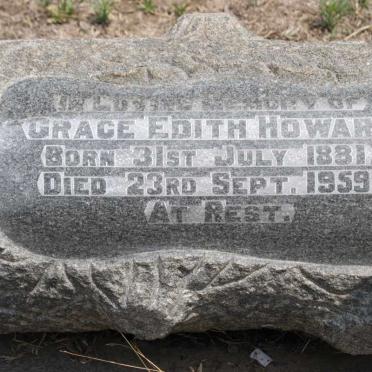 IN LOVING MEMORY OF
GRACE EDITH HOWAR
BORN 31ST JULY 1881
DIED 23RD SEPT. 1959
AT REST.